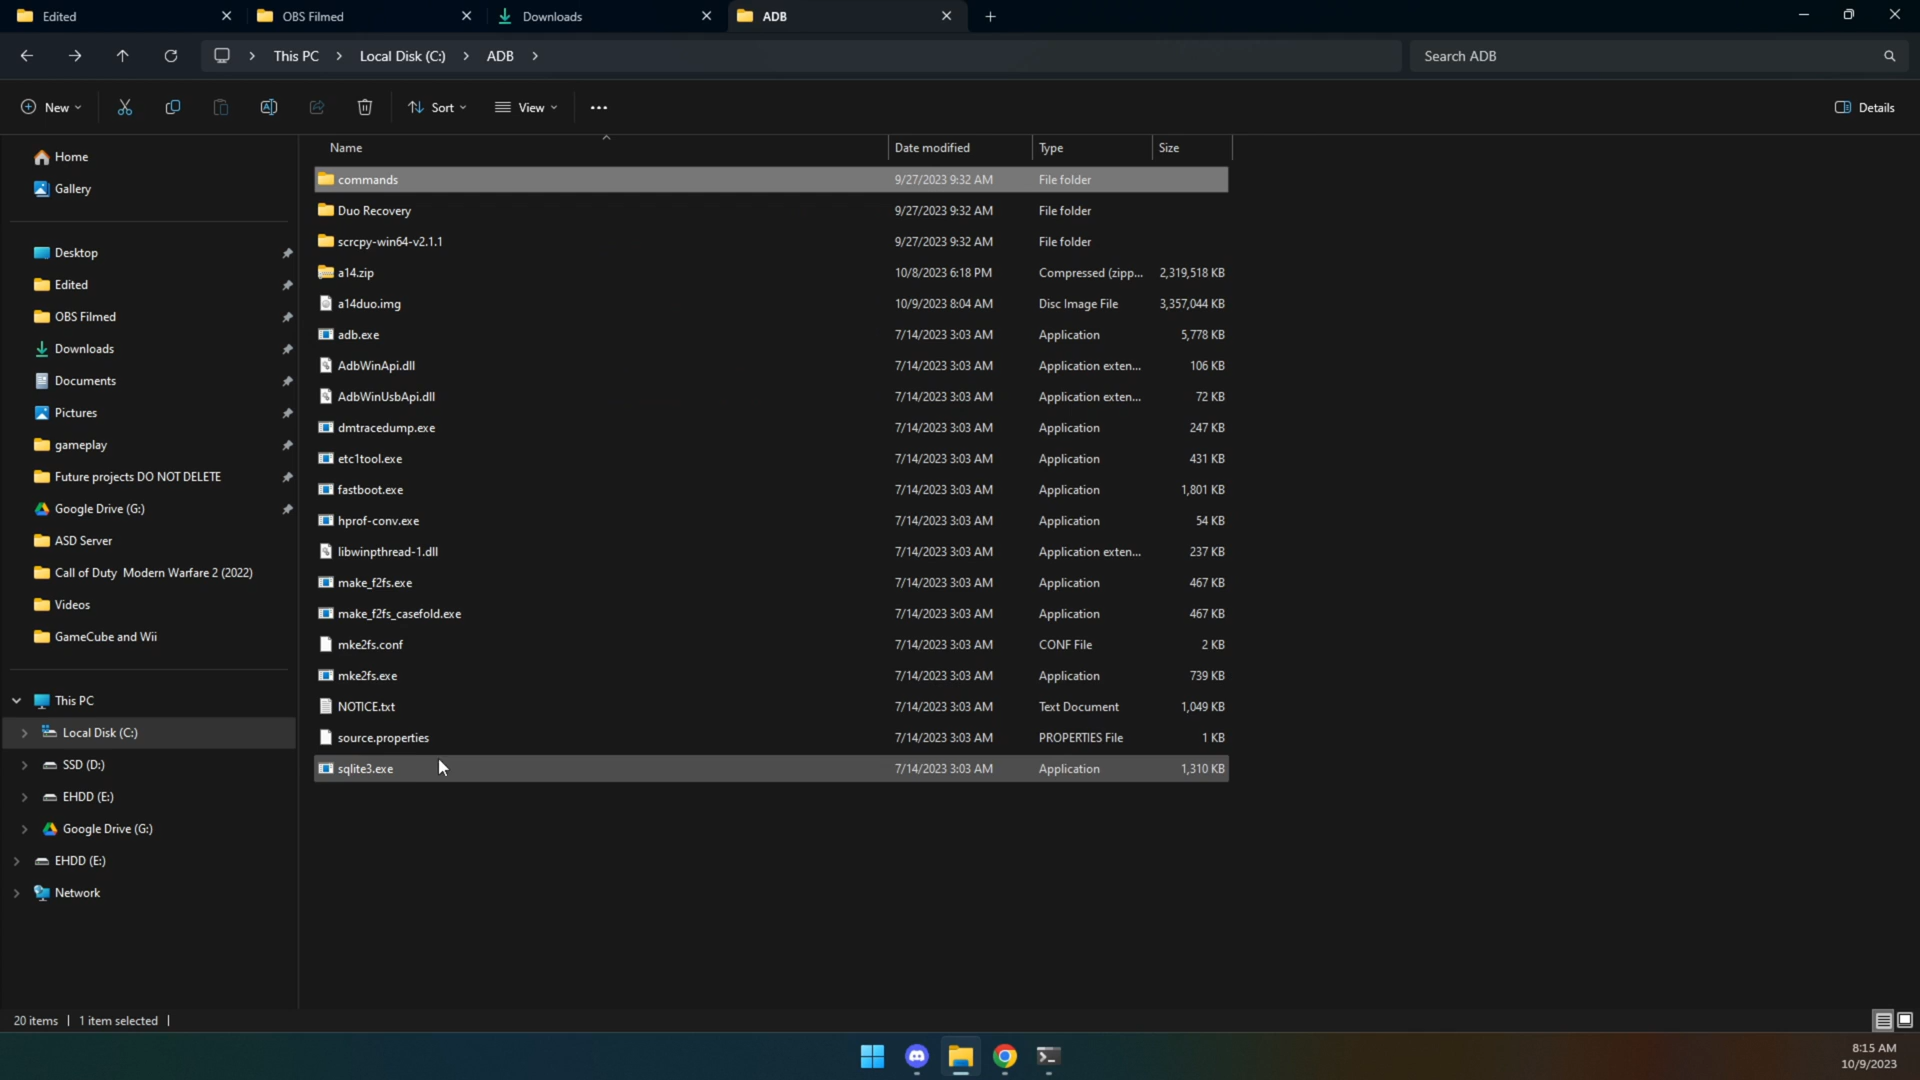 Edited
OBS Filmed
Downloads
ADB
This PC
Local Disk (C:)
ADB
Search ADB
New
Sort
View
Details
Name
Date modified
Type
Size
Home
Gallery
Desktop
Edited
OBS Filmed
Downloads
Documents
Pictures
gameplay
Future projects DO NOT DELETE
Google Drive (G:)
ASD Server
Call of Duty Modern Warfare 2 (2022)
Videos
GameCube and Wii
This PC
Local Disk (C:)
SSD (D:)
EHDD (E:)
Google Drive (G:)
EHDD (E:)
Network
commands 9/27/2023 9:32 AM File folder
Duo Recovery 9/27/2023 9:32 AM File folder
scrcpy-win64-v2.1.1 9/27/2023 9:32 AM File folder
a14.zip 10/8/2023 6:18 PM Compressed (zipp... 2,319,518 KB
a14duo.img 10/9/2023 8:04 AM Disc Image File 3,357,044 KB
adb.exe 7/14/2023 3:03 AM Application 5,778 KB
AdbWinApi.dll 7/14/2023 3:03 AM Application exten... 106 KB
AdbWinUsbApi.dll 7/14/2023 3:03 AM Application exten... 72 KB
dmtracedump.exe 7/14/2023 3:03 AM Application 247 KB
etc1tool.exe 7/14/2023 3:03 AM Application 431 KB
fastboot.exe 7/14/2023 3:03 AM Application 1,801 KB
hprof-conv.exe 7/14/2023 3:03 AM Application 54 KB
libwinpthread-1.dll 7/14/2023 3:03 AM Application exten... 237 KB
make_f2fs.exe 7/14/2023 3:03 AM Application 467 KB
make_f2fs_casefold.exe 7/14/2023 3:03 AM Application 467 KB
mke2fs.conf 7/14/2023 3:03 AM CONF File 2 KB
mke2fs.exe 7/14/2023 3:03 AM Application 739 KB
NOTICE.txt 7/14/2023 3:03 AM Text Document 1,049 KB
source.properties 7/14/2023 3:03 AM PROPERTIES File 1 KB
sqlite3.exe 7/14/2023 3:03 AM Application 1,310 KB
20 items | 1 item selected |
8:15 AM
10/9/2023